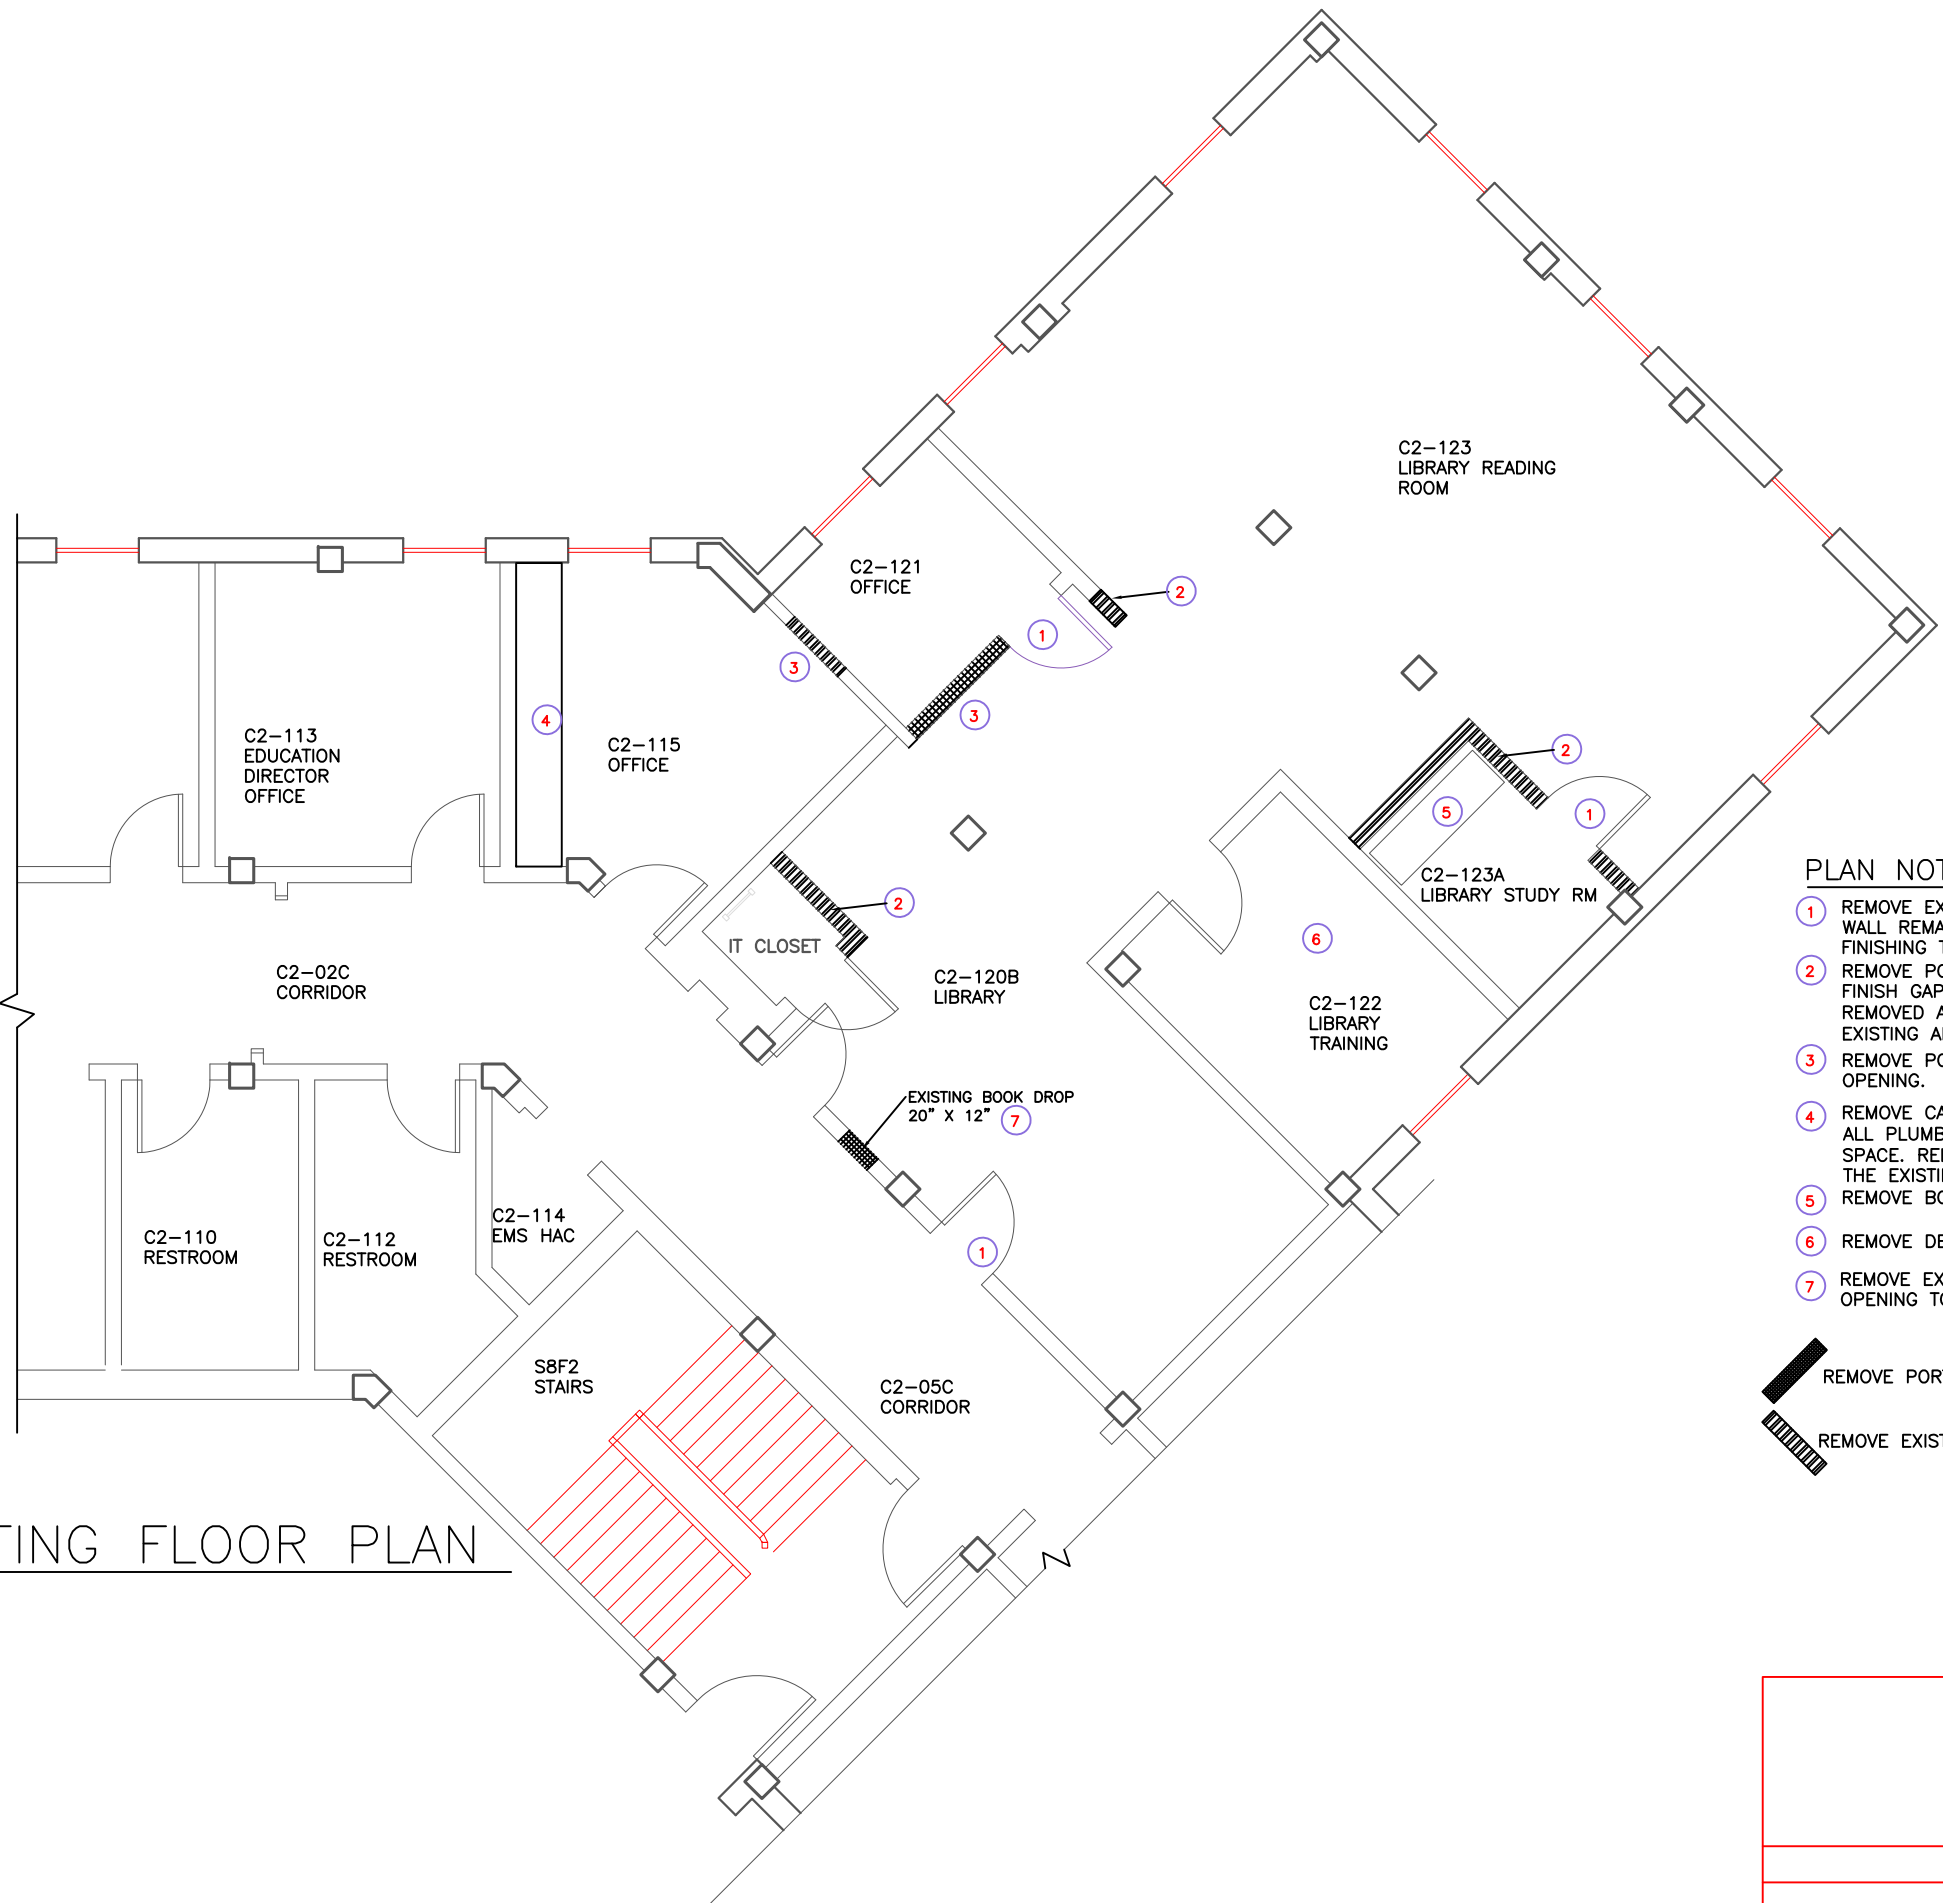 C2-123
LIBRARY READING
ROOM
C2-121
OFFICE
2
1
3
3
4
C2-113
EDUCATION
DIRECTOR
OFFICE
C2-115
OFFICE
2
5
1
C2-123A
LIBRARY STUDY RM
2
IT CLOSET
6
C2-02C
CORRIDOR
C2-120B
LIBRARY
C2-122
LIBRARY
TRAINING
EXISTING BOOK DROP
20" X 12"
7
C2-110
RESTROOM
C2-112
RESTROOM
C2-114
EMS HAC
1
S8F2
STAIRS
C2-05C
CORRIDOR
TING FLOOR PLAN
PLAN NOT
1 REMOVE EX
WALL REMA
FINISHING T
2 REMOVE PO
FINISH GAP
REMOVED A
EXISTING A
3 REMOVE PO
OPENING.
4 REMOVE CA
ALL PLUMB
SPACE. RE
THE EXISTI
5 REMOVE BO
6 REMOVE DE
7 REMOVE EX
OPENING TO
REMOVE POR
REMOVE EXIST